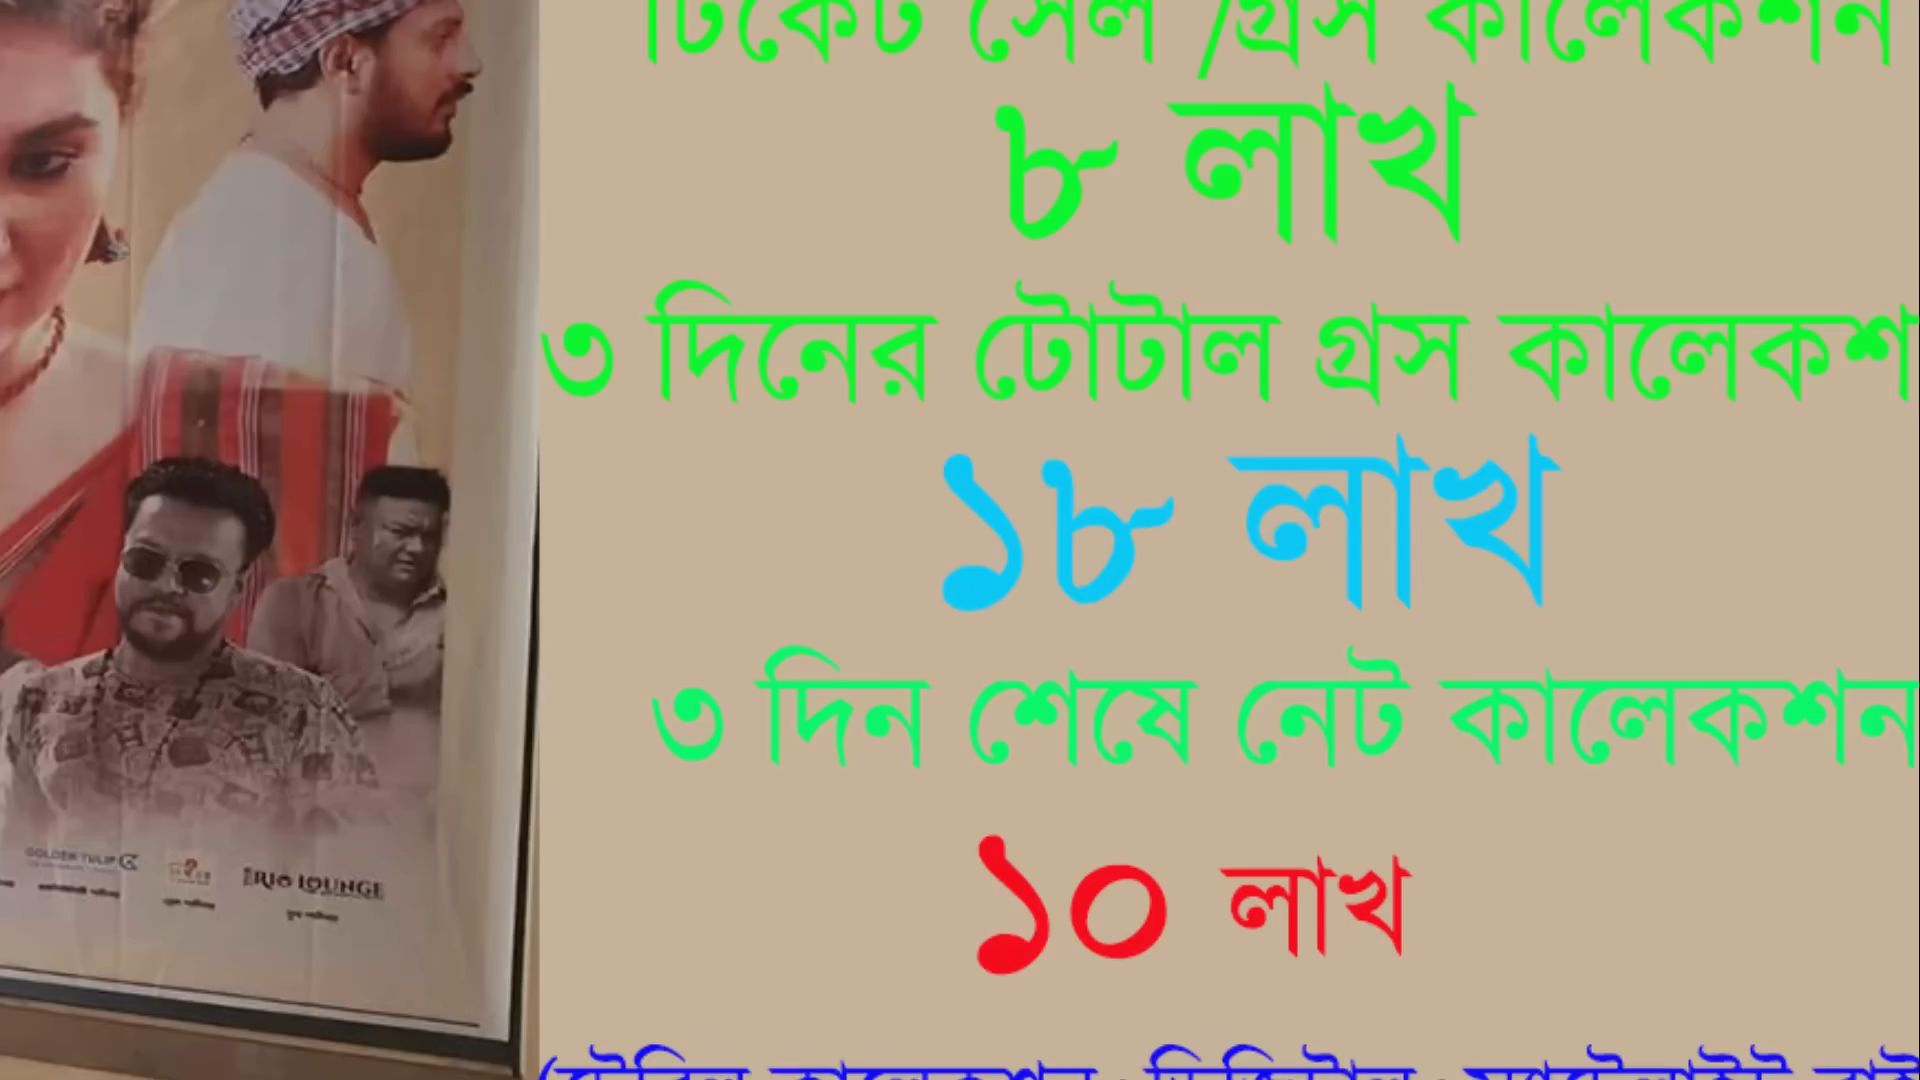 টিকেট সেল /গ্রস কালেকশন
৮ লাখ
৩ দিনের টোটাল গ্রস কালেকশ
১৮ লাখ
৩ দিন শেষে নেট কালেকশন
১০ লাখ
GOLDEN TULIP
RIO LOUNGE